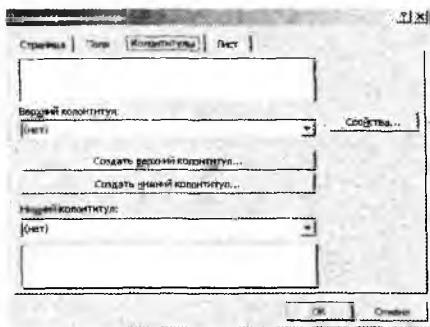 Страница Поля Колонтитулы Лист
Верхний колонтитул:
(нет)
Свойства...
Создать верхний колонтитул...
Создать нижний колонтитул...
Нижний колонтитул:
(нет)
ОК Отмена